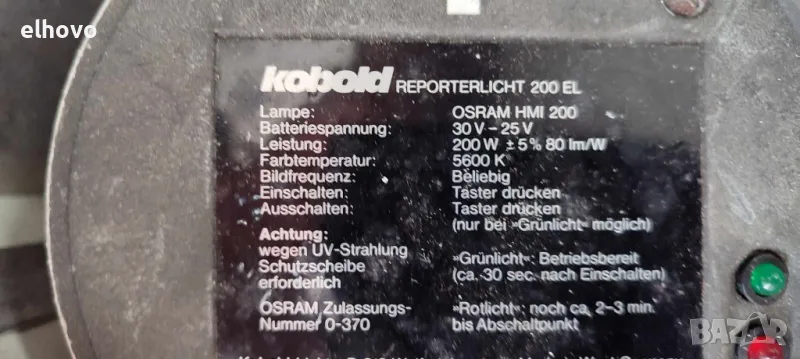 elhovo
kobold REPORTERLICHT 200 EL
Lampe: OSRAM HMI 200
Batteriespannung: 30 V – 25 V
Leistung: 200 W ± 5 % 80 lm/W
Farbtemperatur: 5600 K
Bildfrequenz: Beliebig
Einschalten: Taster drücken
Ausschalten: Taster drücken
(nur bei »Grünlicht« möglich)
Achtung:
wegen UV-Strahlung
Schutzscheibe
erforderlich
»Grünlicht«: Betriebsbereit
(ca. 30 sec. nach Einschalten)
OSRAM Zulassungs-
Nummer 0-370
»Rotlicht«: noch ca. 2–3 min.
bis Abschaltpunkt
BAZAR